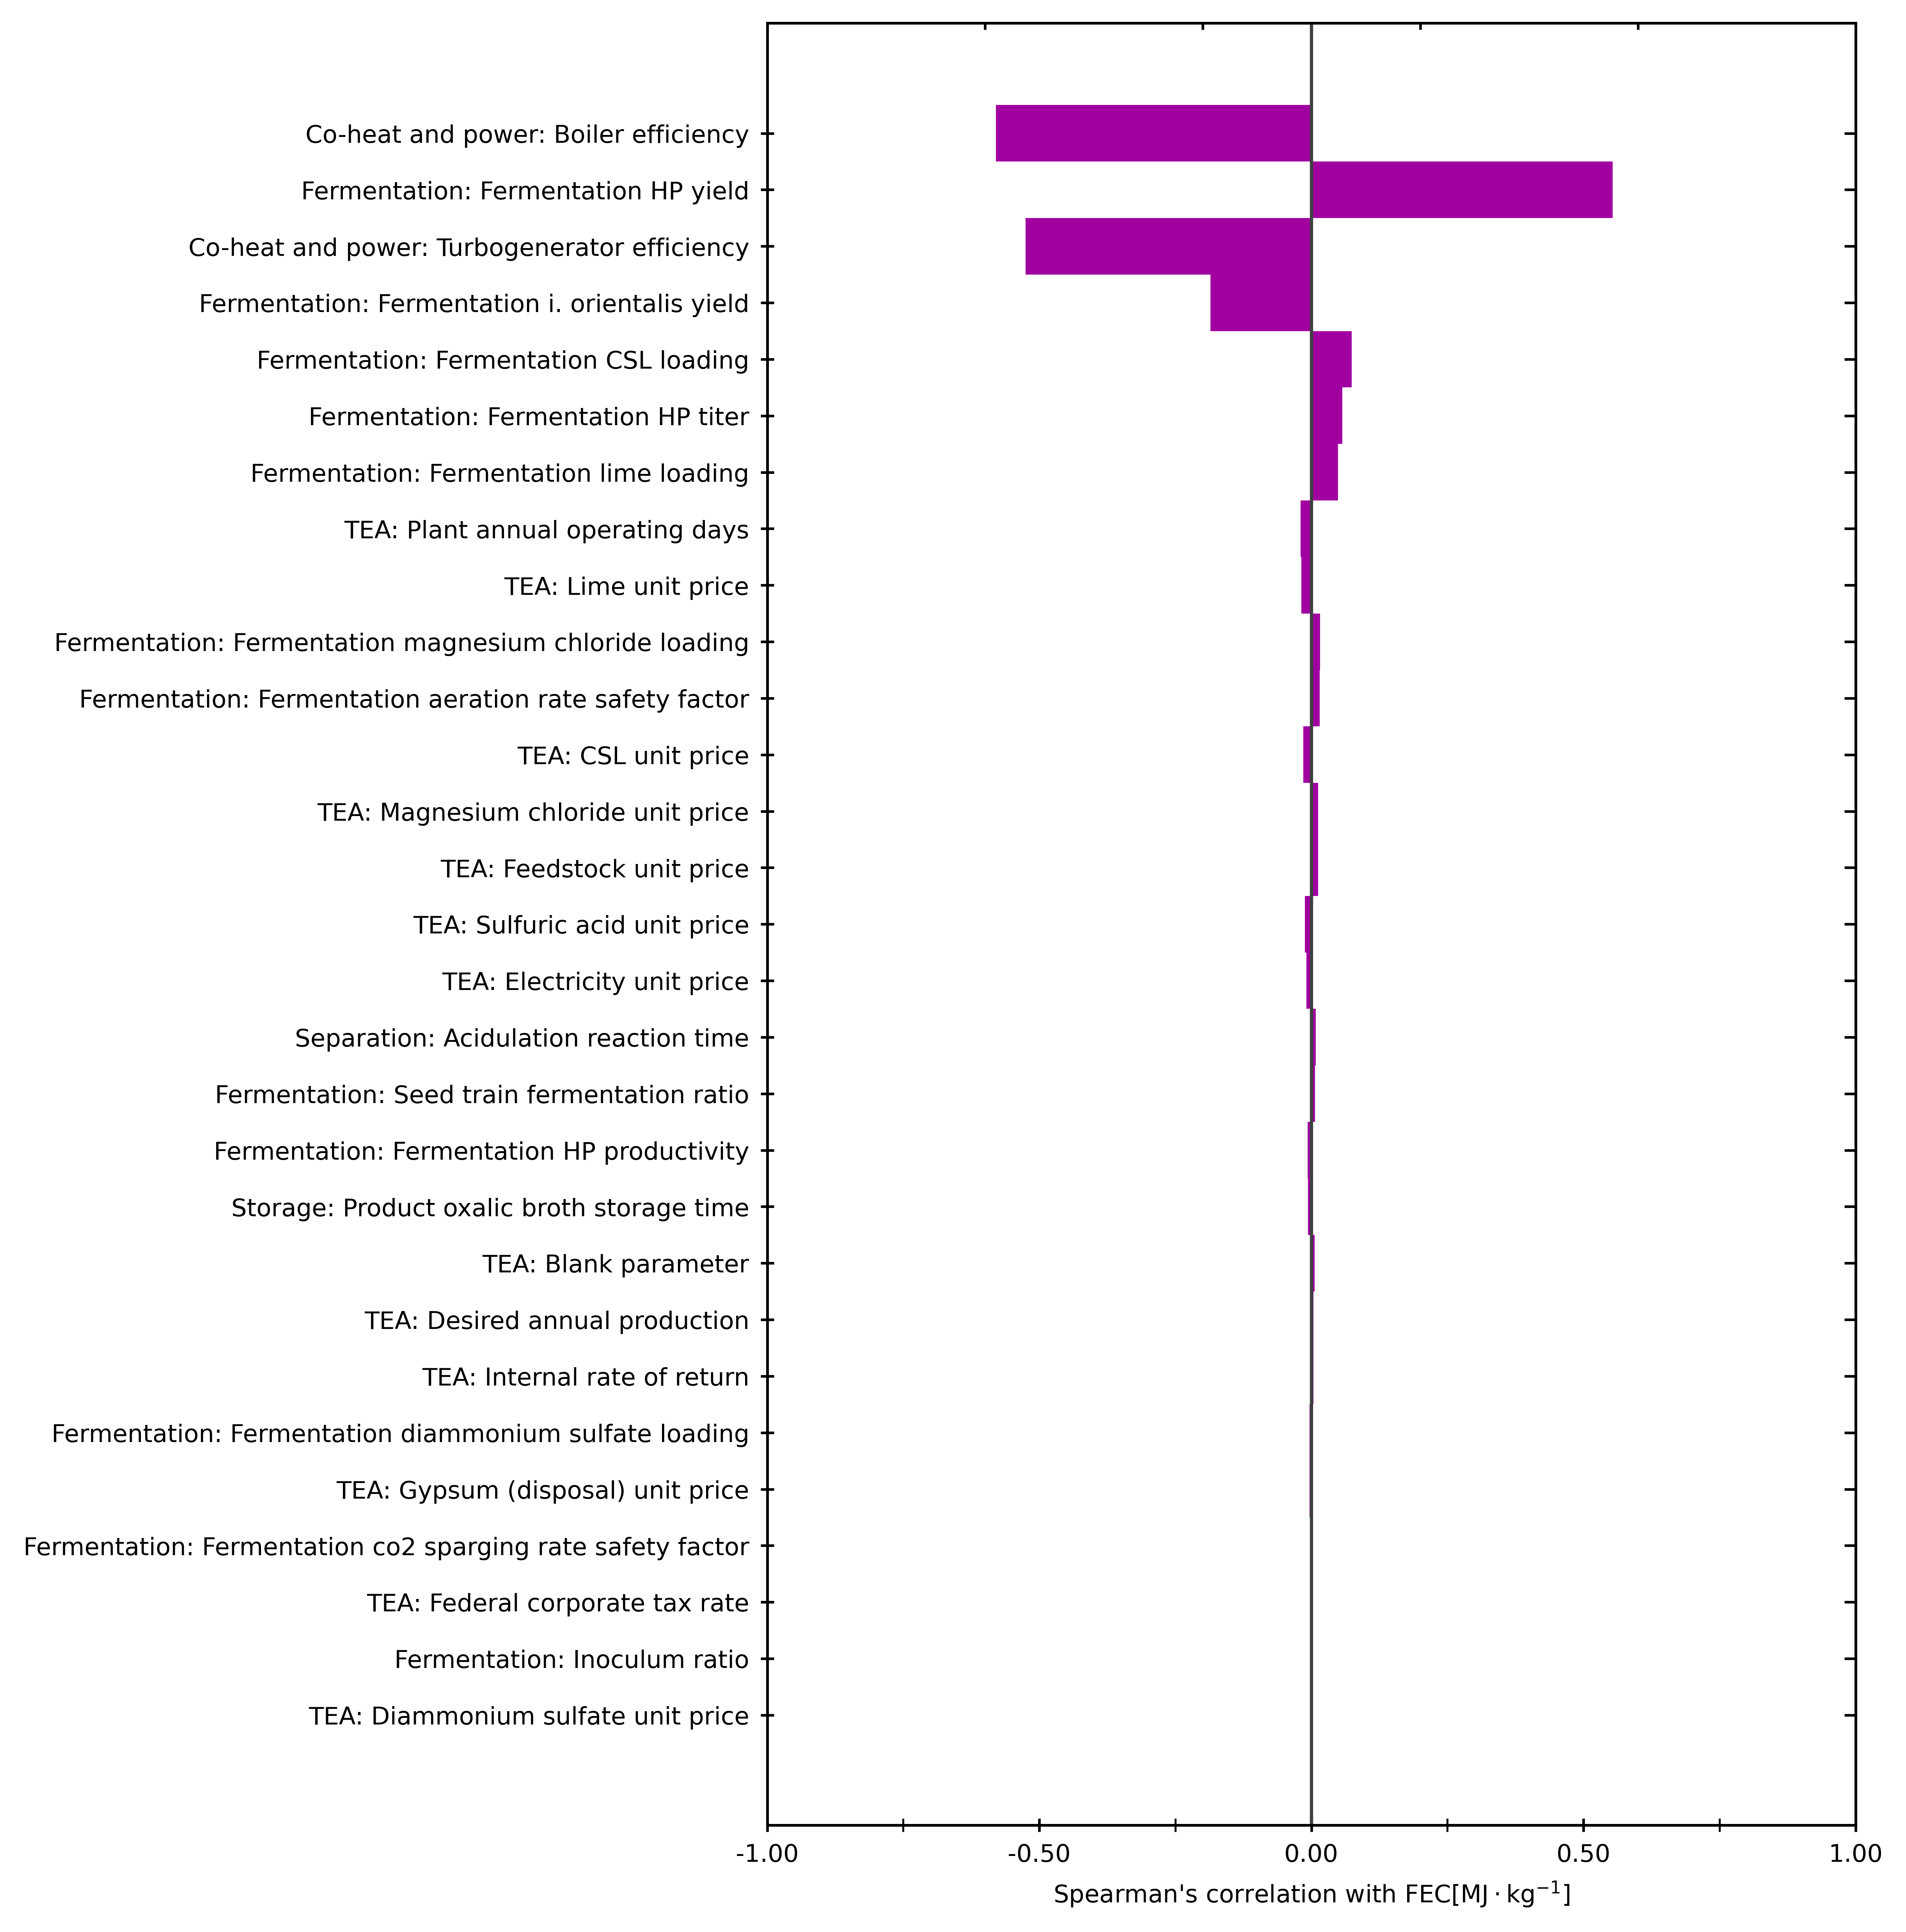 Co-heat and power: Boiler efficiency
Fermentation: Fermentation HP yield
Co-heat and power: Turbogenerator efficiency
Fermentation: Fermentation i. orientalis yield
Fermentation: Fermentation CSL loading
Fermentation: Fermentation HP titer
Fermentation: Fermentation lime loading
TEA: Plant annual operating days
TEA: Lime unit price
Fermentation: Fermentation magnesium chloride loading
Fermentation: Fermentation aeration rate safety factor
TEA: CSL unit price
TEA: Magnesium chloride unit price
TEA: Feedstock unit price
TEA: Sulfuric acid unit price
TEA: Electricity unit price
Separation: Acidulation reaction time
Fermentation: Seed train fermentation ratio
Fermentation: Fermentation HP productivity
Storage: Product oxalic broth storage time
TEA: Blank parameter
TEA: Desired annual production
TEA: Internal rate of return
Fermentation: Fermentation diammonium sulfate loading
TEA: Gypsum (disposal) unit price
Fermentation: Fermentation co2 sparging rate safety factor
TEA: Federal corporate tax rate
Fermentation: Inoculum ratio
TEA: Diammonium sulfate unit price
-1.00 -0.50 0.00 0.50 1.00
Spearman's correlation with FEC[MJ · kg⁻¹]